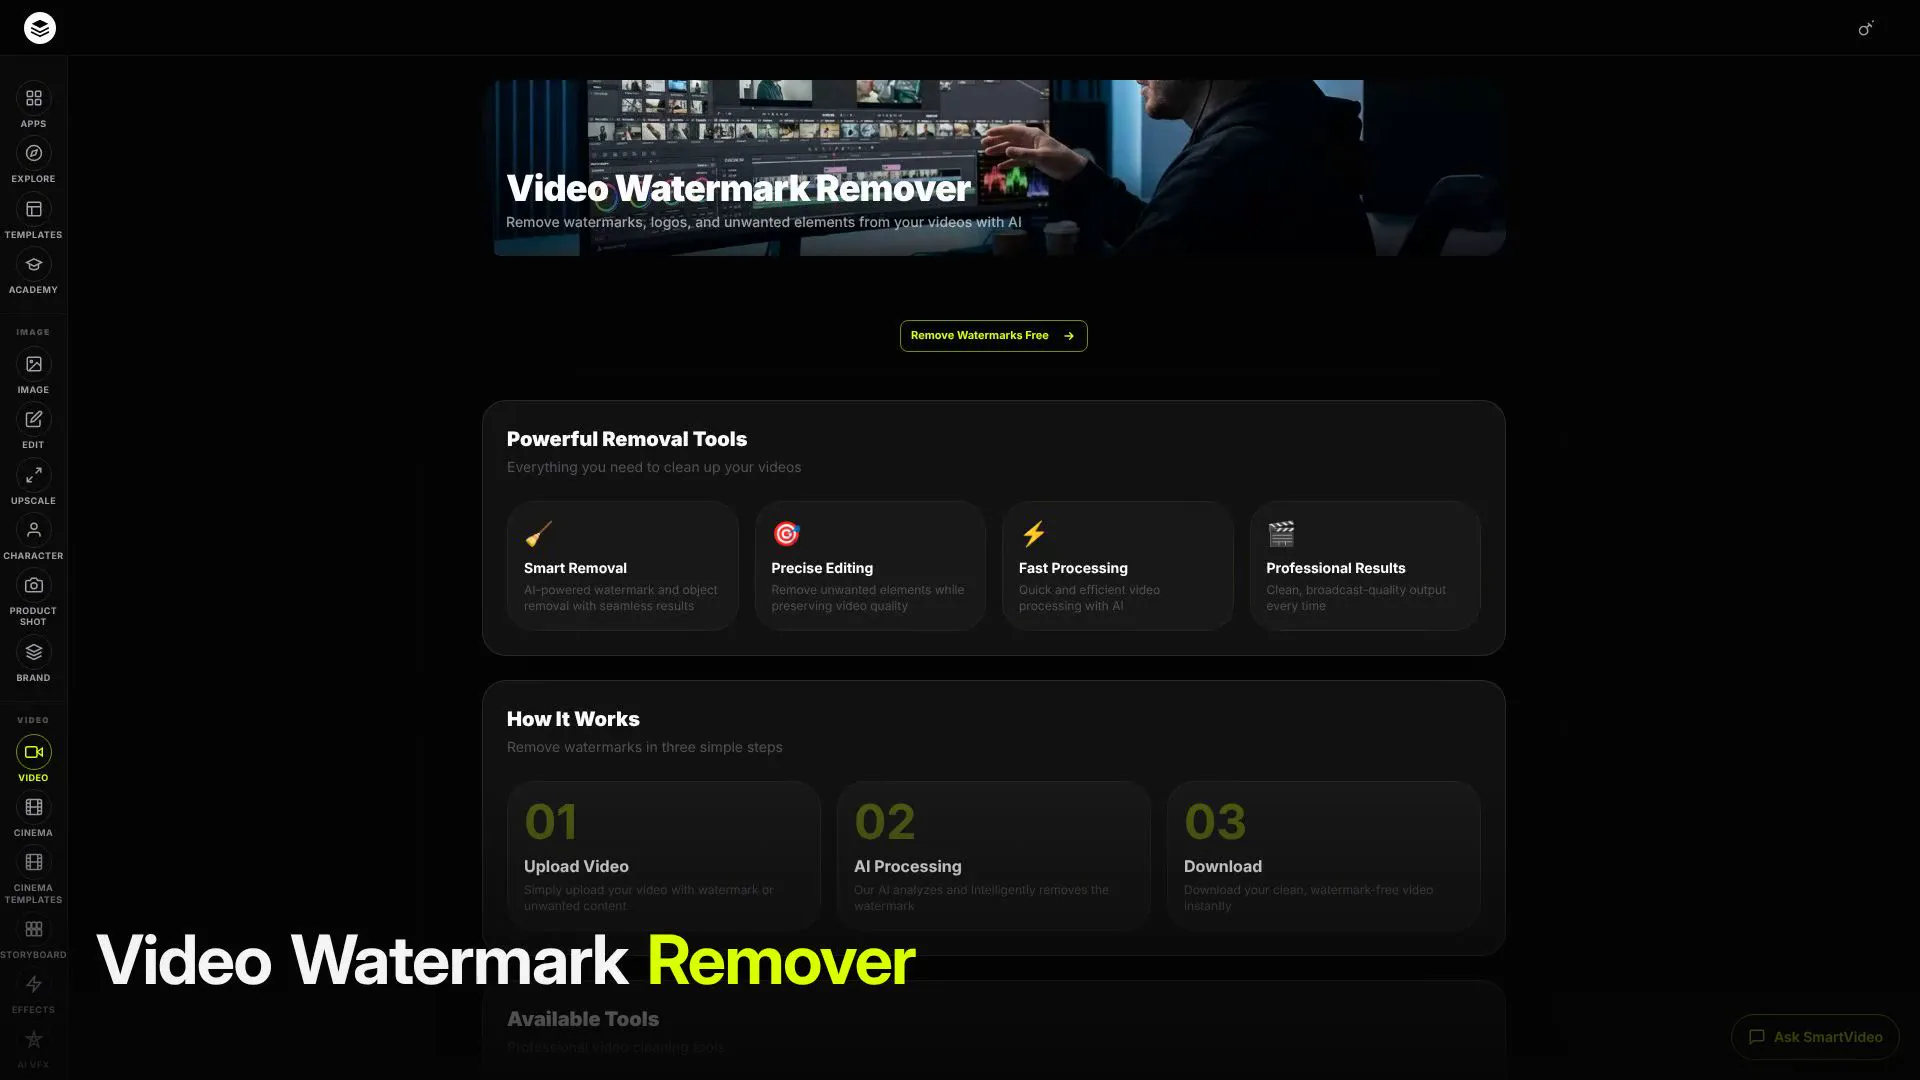 APPS
EXPLORE
TEMPLATES
ACADEMY
IMAGE
IMAGE
EDIT
UPSCALE
CHARACTER
PRODUCT
SHOT
BRAND
VIDEO
VIDEO
CINEMA
CINEMA
TEMPLATES
STORYBOARD
EFFECTS
AI VFX
Video Watermark Remover
Remove watermarks, logos, and unwanted elements from your videos with AI
Remove Watermarks Free →
Powerful Removal Tools
Everything you need to clean up your videos
Smart Removal
AI-powered watermark and object
removal with seamless results
Precise Editing
Remove unwanted elements while
preserving video quality
Fast Processing
Quick and efficient video
processing with AI
Professional Results
Clean, broadcast-quality output
every time
How It Works
Remove watermarks in three simple steps
01
Upload Video
Simply upload your video with watermark or
unwanted content
02
AI Processing
Our AI analyzes and intelligently removes the
watermark
03
Download
Download your clean, watermark-free video
instantly
Video Watermark Remover
Available Tools
Professional video cleaning tools
Ask SmartVideo